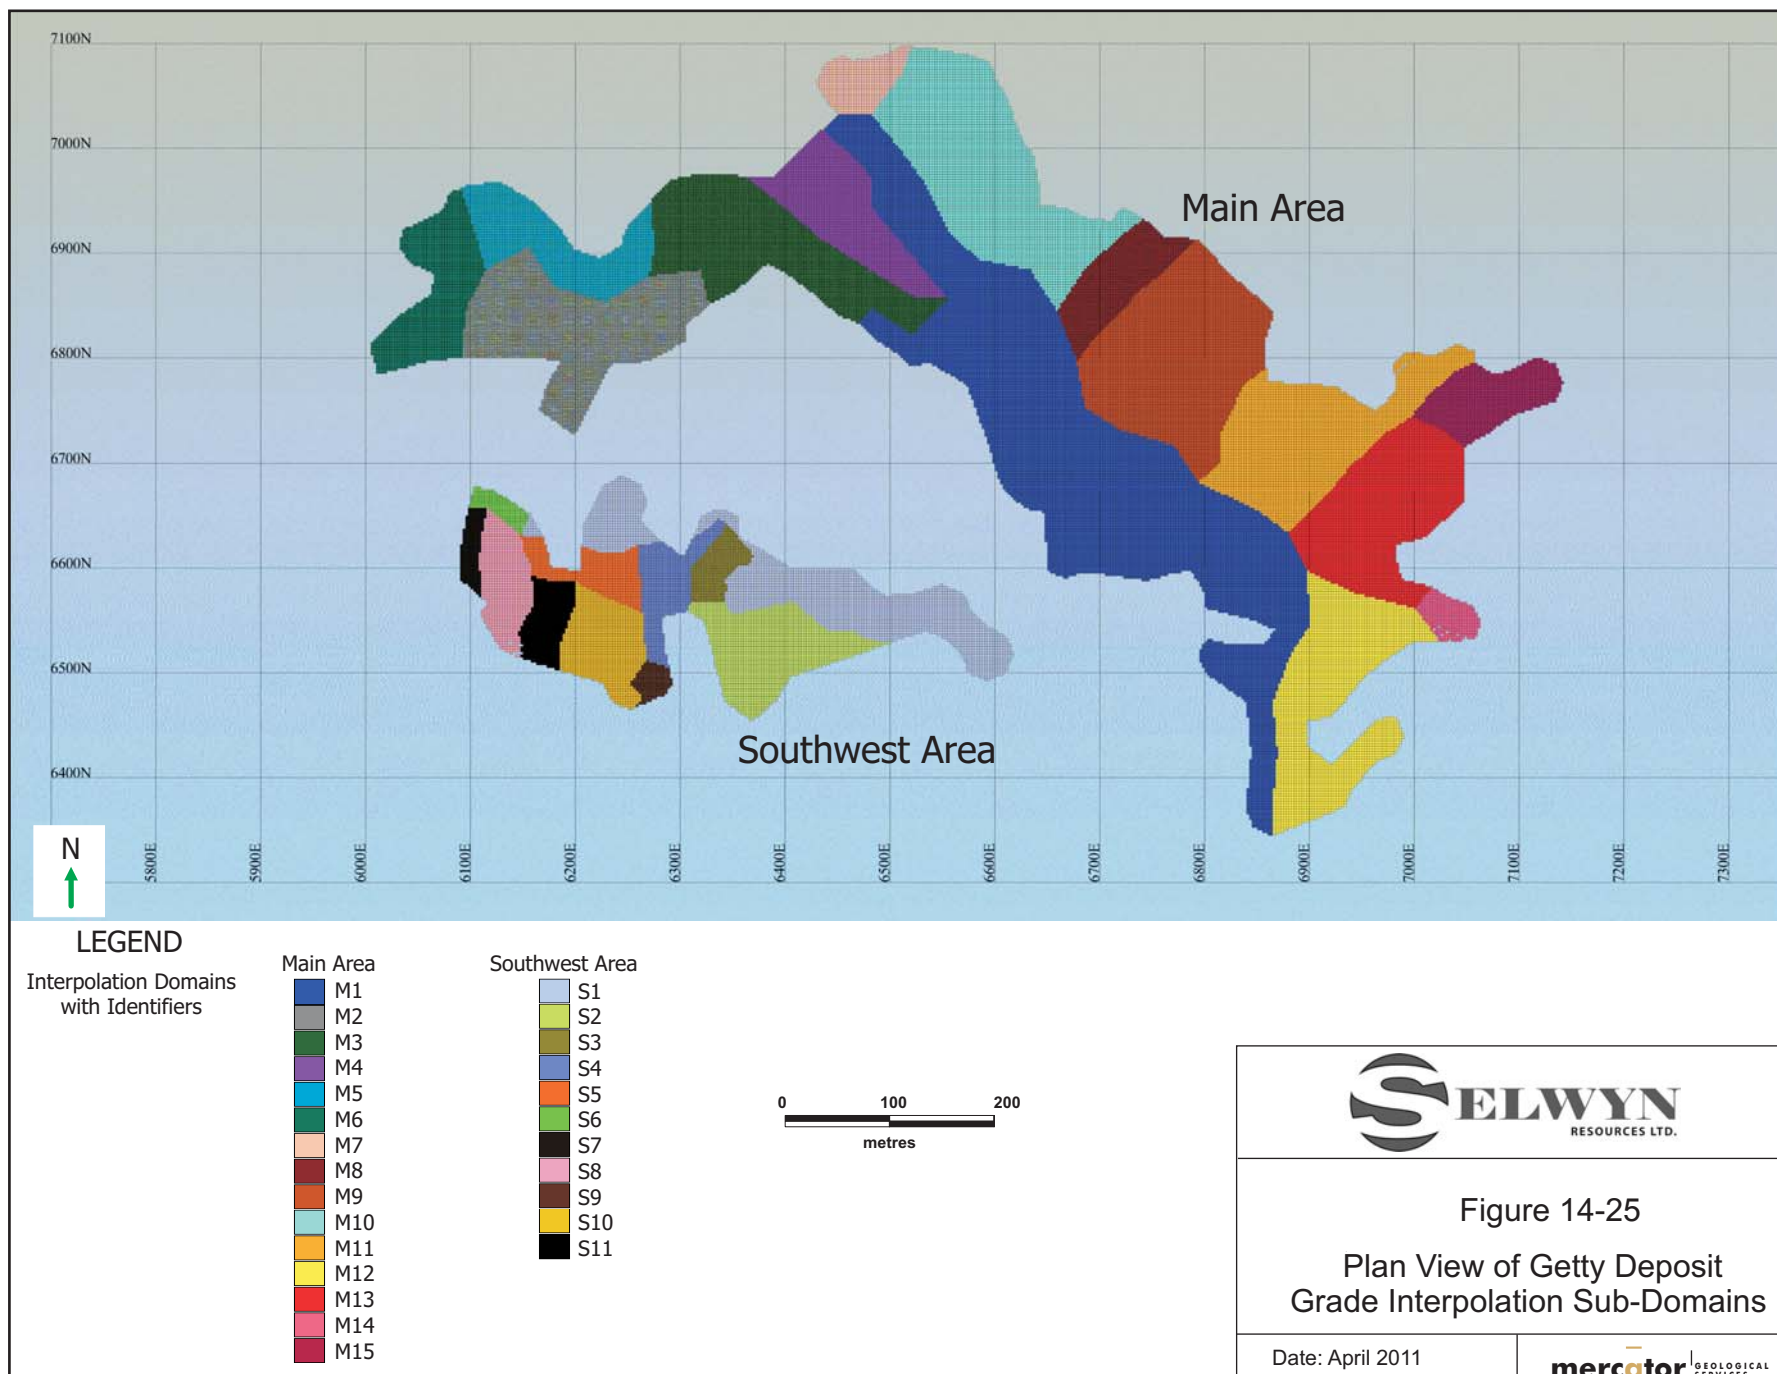 7100N
7000N
6900N
6800N
6700N
6600N
6500N
6400N
Main Area
Southwest Area
N
5800E
5900E
6000E
6100E
6200E
6300E
6400E
6500E
6600E
6700E
6800E
6900E
7000E
7100E
7200E
7300E
LEGEND
Interpolation Domains
with Identifiers
Main Area
M1
M2
M3
M4
M5
M6
M7
M8
M9
M10
M11
M12
M13
M14
M15
Southwest Area
S1
S2
S3
S4
S5
S6
S7
S8
S9
S10
S11
0 100 200
metres
SELWYN
RESOURCES LTD.
Figure 14-25
Plan View of Getty Deposit
Grade Interpolation Sub-Domains
Date: April 2011
mercator GEOLOGICAL
SERVICES